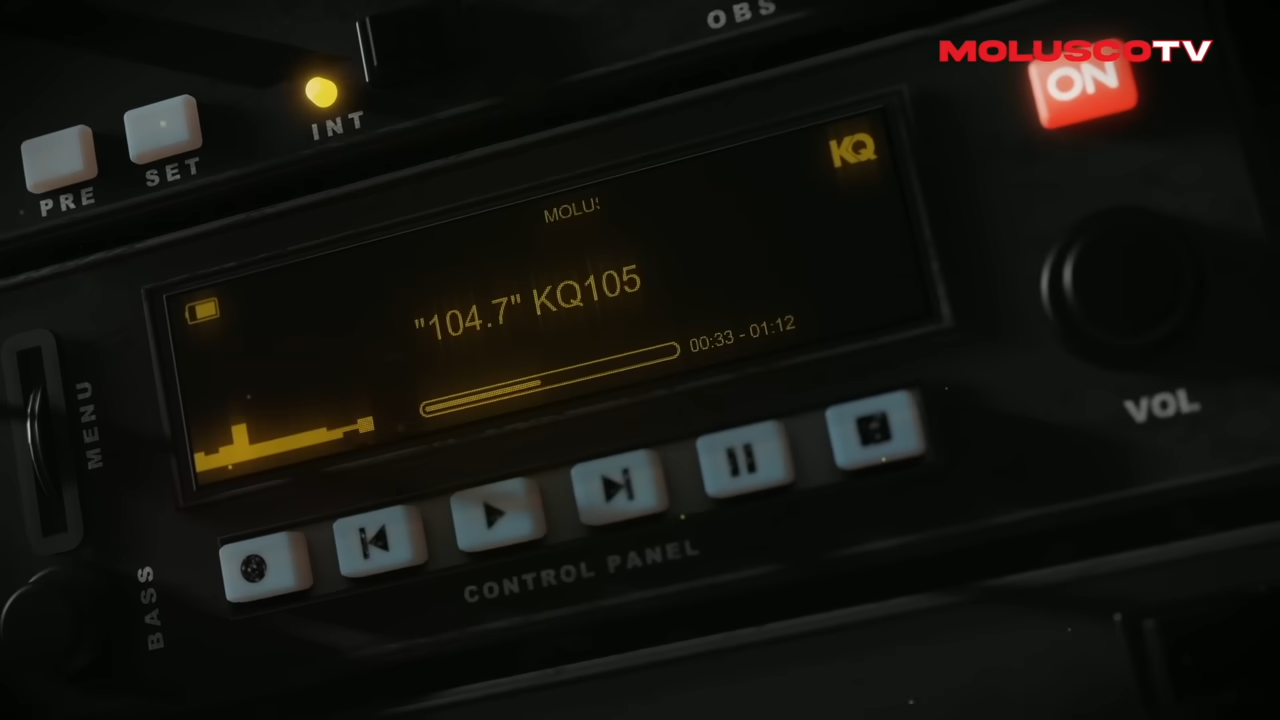 OBS
MOLUSCOTV
ON
INT
SET
PRE
KQ
MOLUS
"104.7" KQ105
00:33 - 01:12
MENU
VOL
CONTROL PANEL
BASS